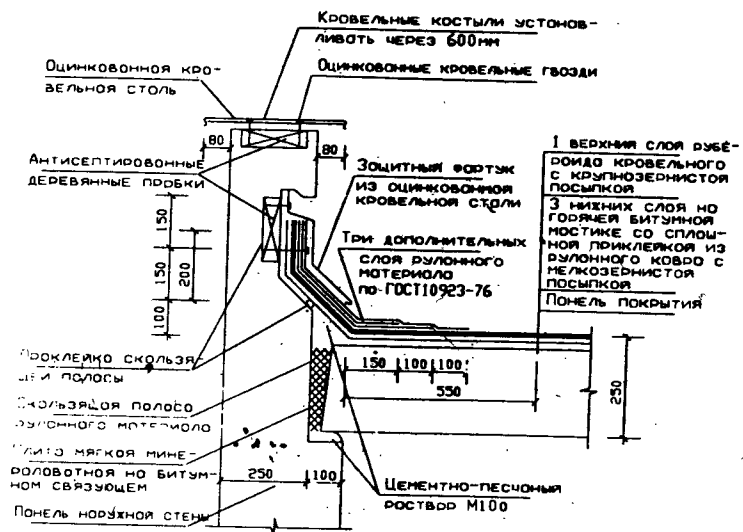 Кровельные костыли установ-
ливать через 600мм
Оцинкованная кро-
вельная сталь
Оцинкованные кровельные гвозди
80
80
Антисептированные
деревянные пробки
Защитный фартук
из оцинкованной
кровельной стали
1 верхний слой рубе-
роида кровельного
с крупнозернистой
посыпкой
3 нижних слоя на
горячей битумной
мастике со сплош-
ной приклейкой из
рулонного ковра с
мелкозернистой
посыпкой
Панель покрытия
Три дополнительных
слоя рулонного
материала
по ГОСТ10923-76
150
150
200
100
Проклейка скользя-
щей полосы
Скользящая полоса
рулонного материала
Плита мягкая мине-
раловатная на битум-
ном связующем
Панель наружной стены
150
100
100
550
250
250
100
Цементно-песчаный
раствор М100